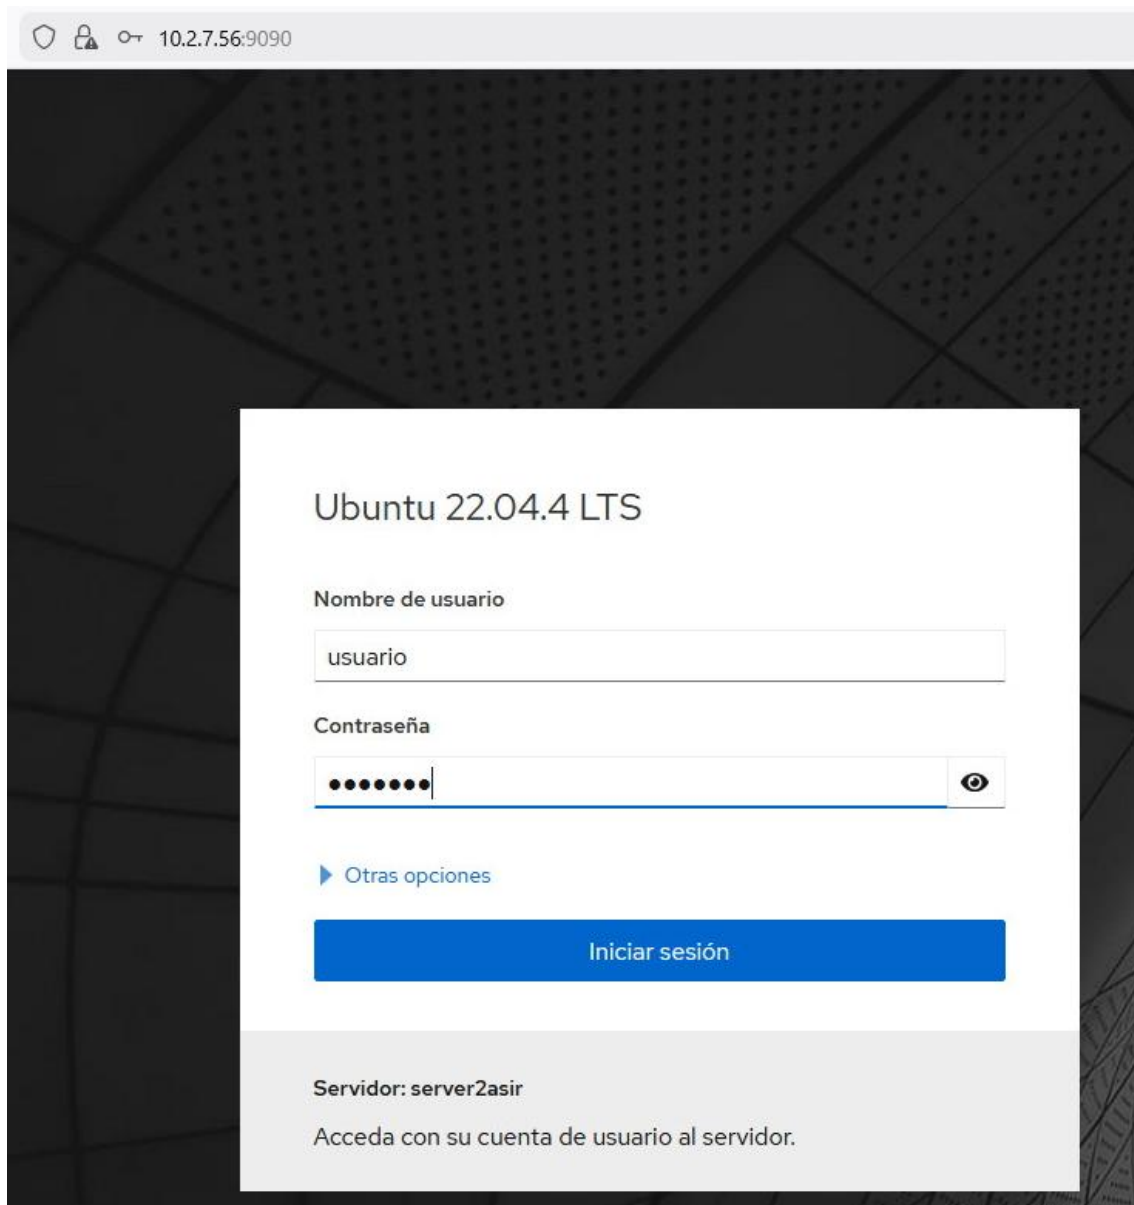 10.2.7.56:9090
Ubuntu 22.04.4 LTS
Nombre de usuario
usuario
Contraseña
•••••••
Otras opciones
Iniciar sesión
Servidor: server2asir
Acceda con su cuenta de usuario al servidor.